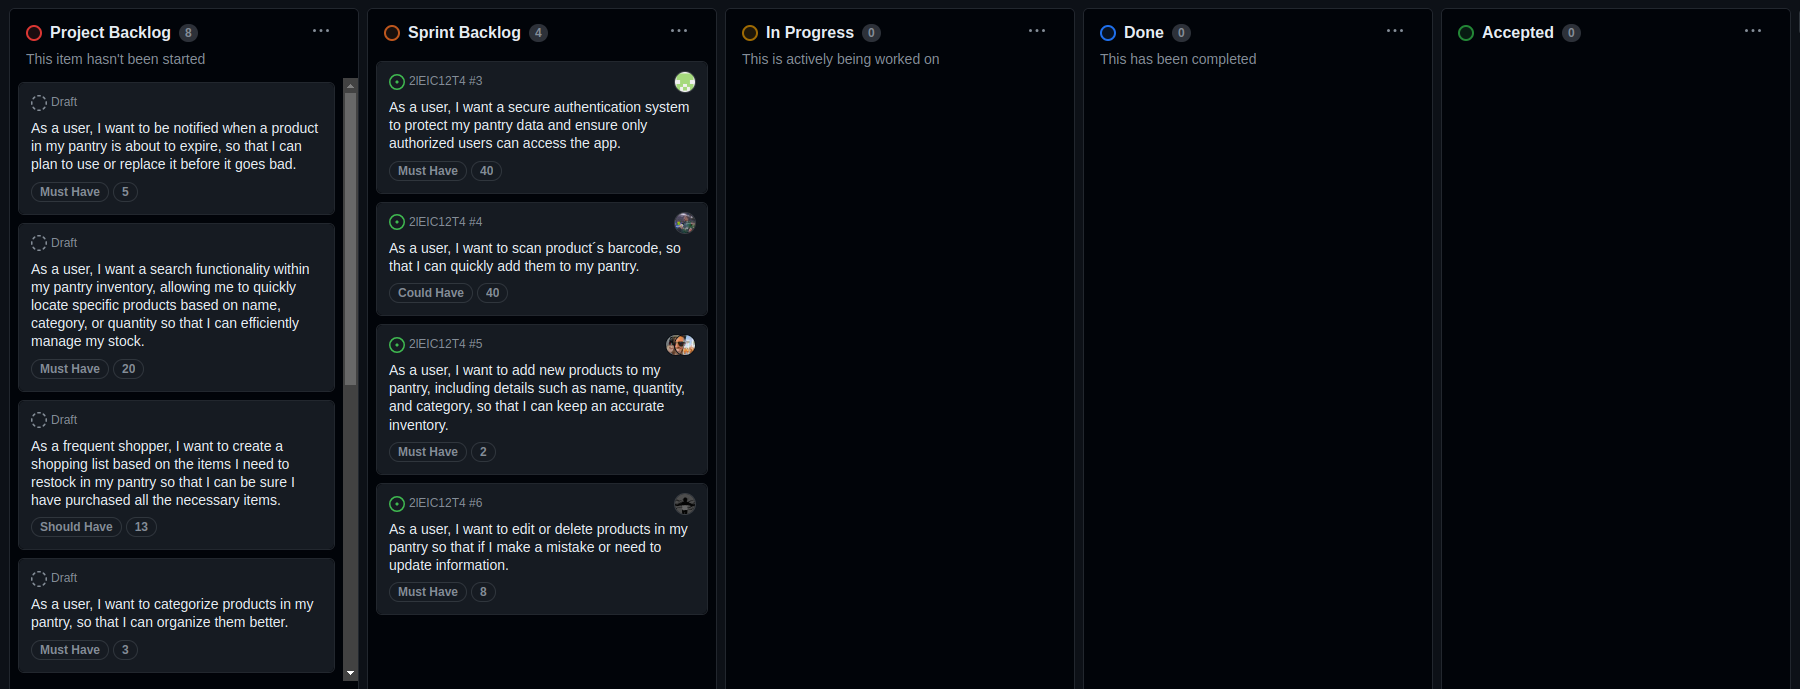 Project Backlog 8
This item hasn't been started
Draft
As a user, I want to be notified when a product
in my pantry is about to expire, so that I can
plan to use or replace it before it goes bad.
Must Have 5
Draft
As a user, I want a search functionality within
my pantry inventory, allowing me to quickly
locate specific products based on name,
category, or quantity so that I can efficiently
manage my stock.
Must Have 20
Draft
As a frequent shopper, I want to create a
shopping list based on the items I need to
restock in my pantry so that I can be sure I
have purchased all the necessary items.
Should Have 13
Draft
As a user, I want to categorize products in my
pantry, so that I can organize them better.
Must Have 3
Sprint Backlog 4
2lEIC12T4 #3
As a user, I want a secure authentication system
to protect my pantry data and ensure only
authorized users can access the app.
Must Have 40
2lEIC12T4 #4
As a user, I want to scan product´s barcode, so
that I can quickly add them to my pantry.
Could Have 40
2lEIC12T4 #5
As a user, I want to add new products to my
pantry, including details such as name, quantity,
and category, so that I can keep an accurate
inventory.
Must Have 2
2lEIC12T4 #6
As a user, I want to edit or delete products in my
pantry so that if I make a mistake or need to
update information.
Must Have 8
In Progress 0
This is actively being worked on
Done 0
This has been completed
Accepted 0